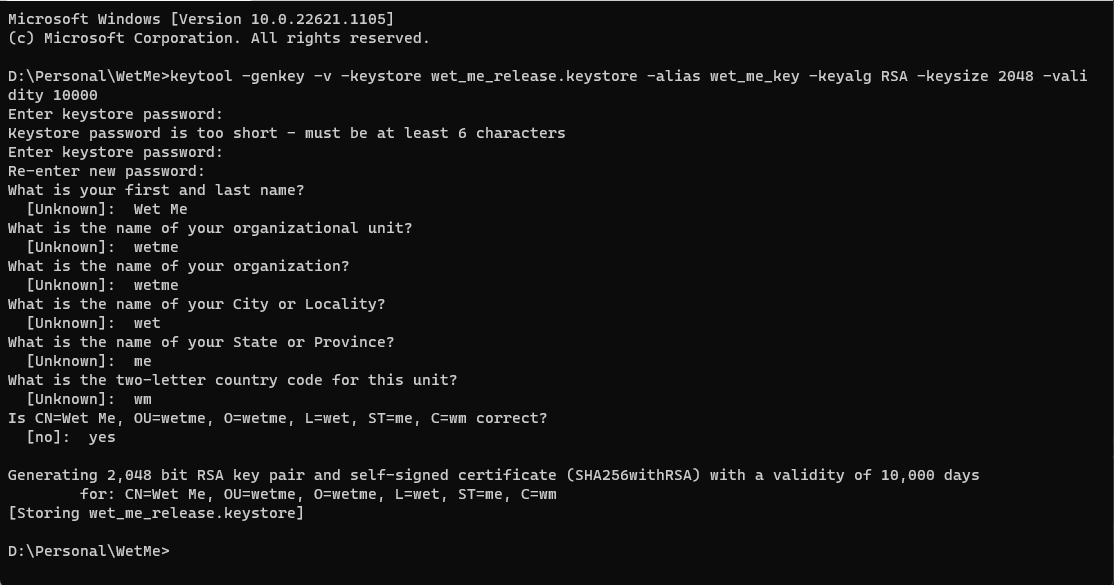 Microsoft Windows [Version 10.0.22621.1105]
(c) Microsoft Corporation. All rights reserved.
D:\Personal\WetMe>keytool -genkey -v -keystore wet_me_release.keystore -alias wet_me_key -keyalg RSA -keysize 2048 -vali
dity 10000
Enter keystore password:
Keystore password is too short - must be at least 6 characters
Enter keystore password:
Re-enter new password:
What is your first and last name?
  [Unknown]:  Wet Me
What is the name of your organizational unit?
  [Unknown]:  wetme
What is the name of your organization?
  [Unknown]:  wetme
What is the name of your City or Locality?
  [Unknown]:  wet
What is the name of your State or Province?
  [Unknown]:  me
What is the two-letter country code for this unit?
  [Unknown]:  wm
Is CN=Wet Me, OU=wetme, O=wetme, L=wet, ST=me, C=wm correct?
  [no]:  yes
Generating 2,048 bit RSA key pair and self-signed certificate (SHA256withRSA) with a validity of 10,000 days
        for: CN=Wet Me, OU=wetme, O=wetme, L=wet, ST=me, C=wm
[Storing wet_me_release.keystore]
D:\Personal\WetMe>